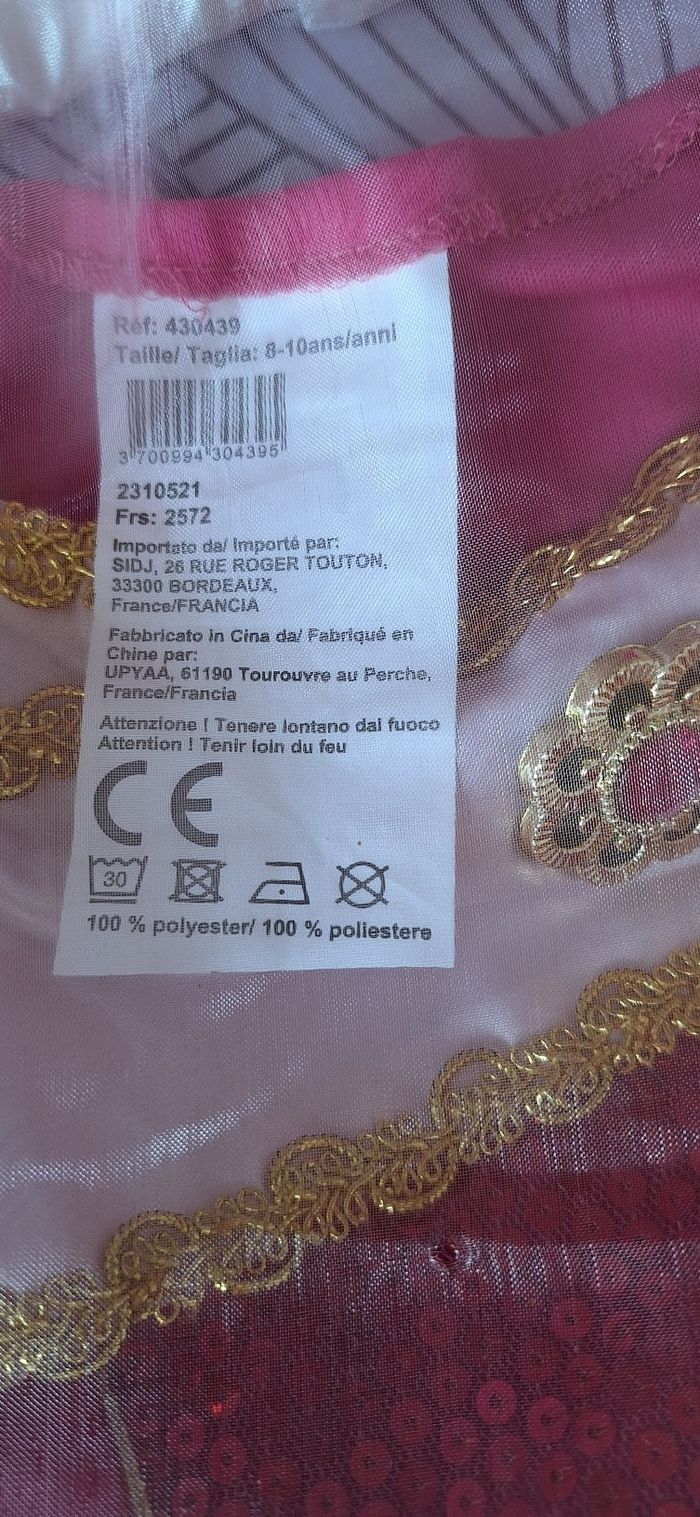 Réf: 430439
Taille/ Taglia: 8-10ans/anni
3 700994 304395
2310521
Frs: 2572
Importato da/ Importé par:
SIDJ, 26 RUE ROGER TOUTON,
33300 BORDEAUX,
France/FRANCIA
Fabbricato in Cina da/ Fabriqué en
Chine par:
UPYAA, 61190 Tourouvre au Perche,
France/Francia
Attenzione ! Tenere lontano dal fuoco
Attention ! Tenir loin du feu
CE
30
100 % polyester/ 100 % poliestere